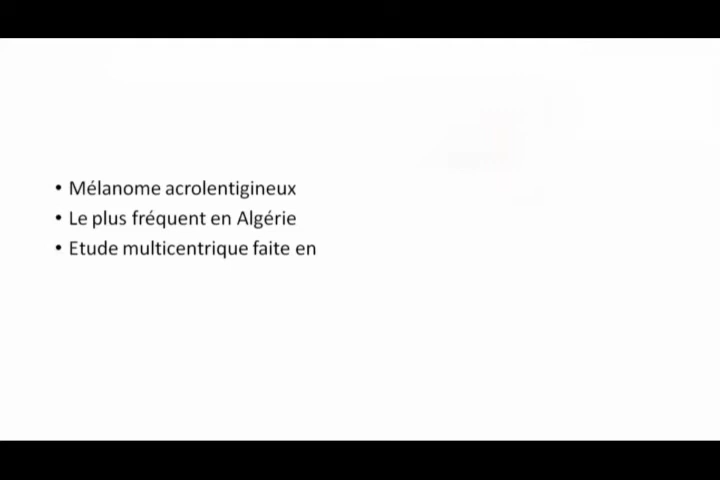 • Mélanome acrolentigineux
• Le plus fréquent en Algérie
• Etude multicentrique faite en